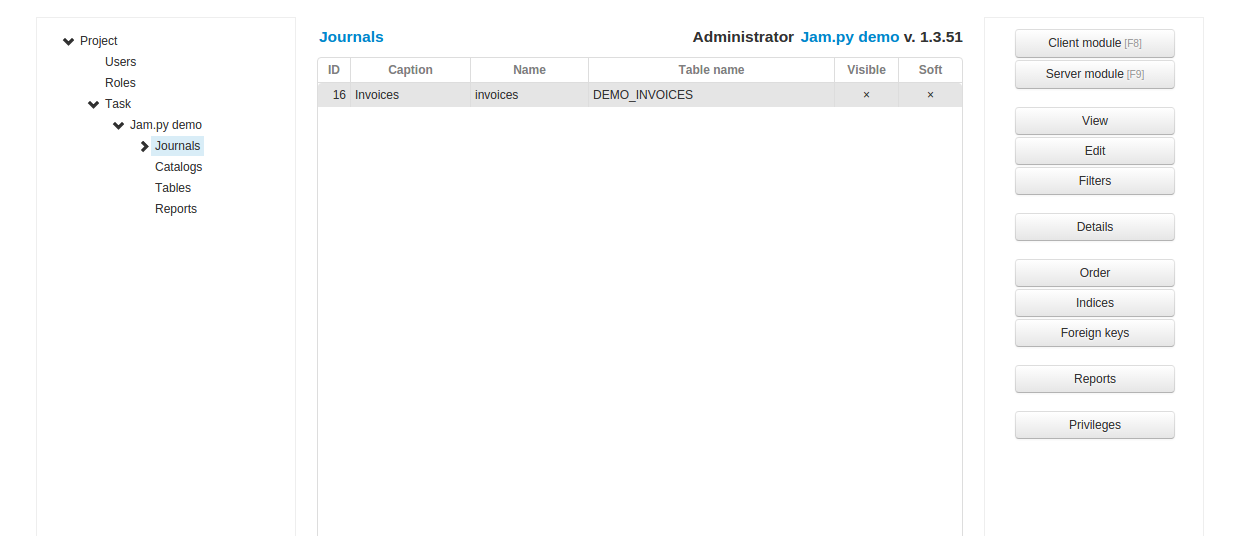 Project
Users
Roles
Task
Jam.py demo
Journals
Catalogs
Tables
Reports
Journals Administrator Jam.py demo v. 1.3.51
ID Caption Name Table name Visible Soft
16 Invoices invoices DEMO_INVOICES × ×
Client module [F8]
Server module [F9]
View
Edit
Filters
Details
Order
Indices
Foreign keys
Reports
Privileges